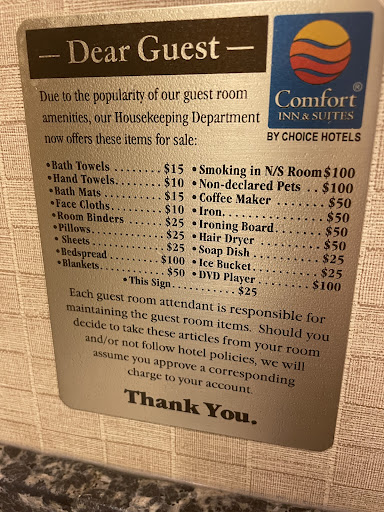 — Dear Guest —
Comfort®
INN & SUITES
BY CHOICE HOTELS
Due to the popularity of our guest room
amenities, our Housekeeping Department
now offers these items for sale:
•Bath Towels.......$15
•Hand Towels.......$10
•Bath Mats.........$15
•Face Cloths.......$10
•Room Binders.....$25
•Pillows............$25
•Sheets............$25
•Bedspread.......$100
•Blankets..........$50
•Smoking in N/S Room$100
•Non-declared Pets...$100
•Coffee Maker.......$50
•Iron...............$50
•Ironing Board......$50
•Hair Dryer.........$50
•Soap Dish..........$25
•Ice Bucket.........$25
•DVD Player........$100
•This Sign...........$25
Each guest room attendant is responsible for
maintaining the guest room items. Should you
decide to take these articles from your room
and/or not follow hotel policies, we will
assume you approve a corresponding
charge to your account.
Thank You.